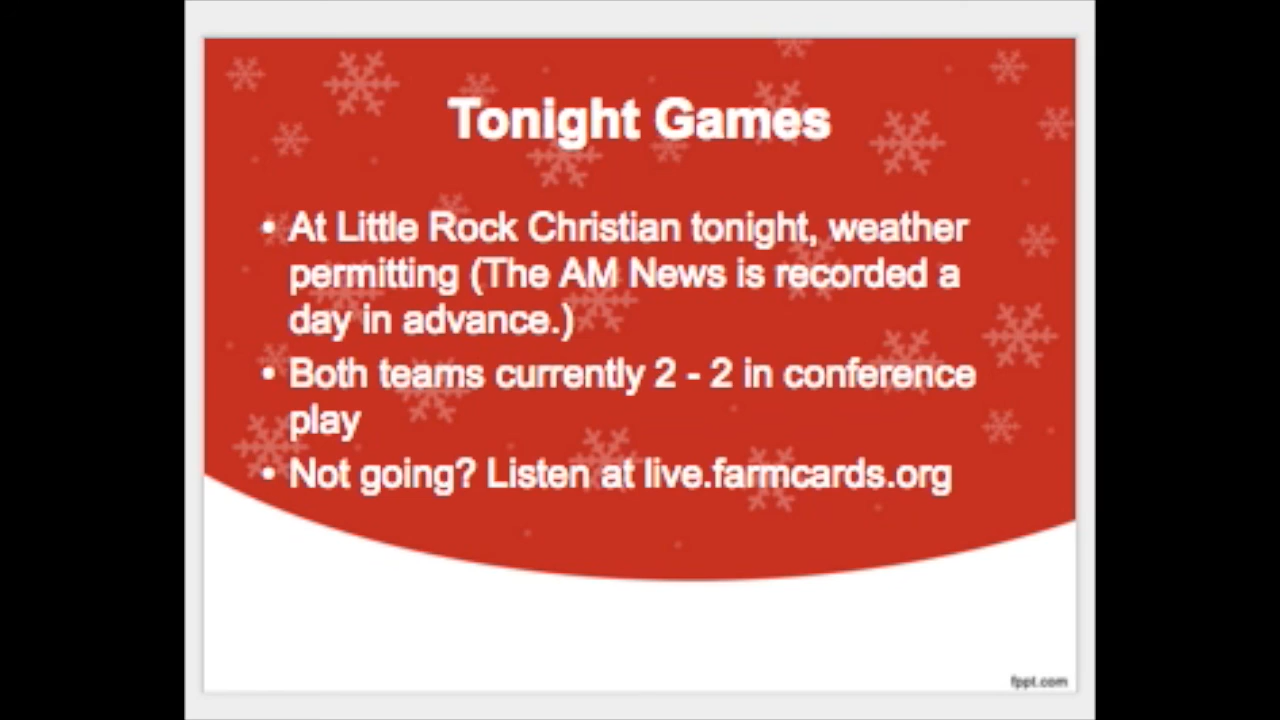 Tonight Games
• At Little Rock Christian tonight, weather
permitting (The AM News is recorded a
day in advance.)
• Both teams currently 2 - 2 in conference
play
• Not going? Listen at live.farmcards.org
fppt.com